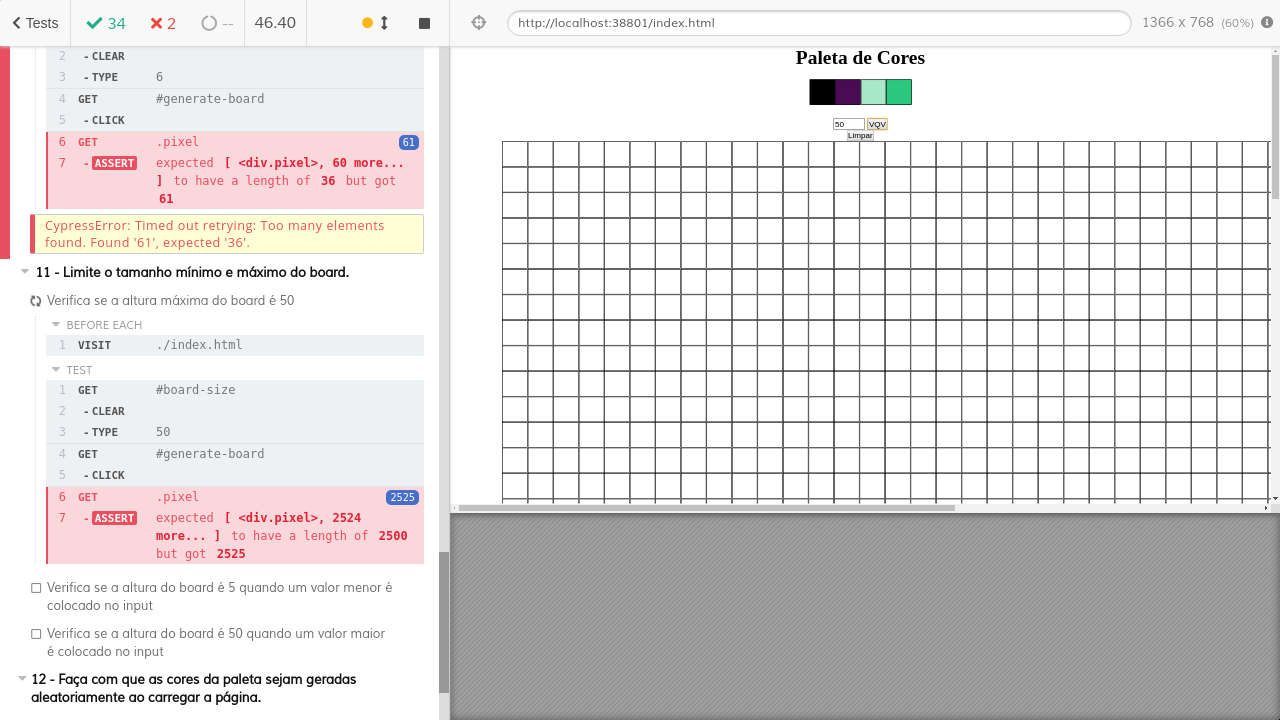 Tests
34
2
--
46.40
http://localhost:38801/index.html
1366 x 768 (60%)
2 - CLEAR
3 - TYPE 6
4 GET #generate-board
5 - CLICK
6 GET .pixel 61
7 - ASSERT expected [ <div.pixel>, 60 more...
] to have a length of 36 but got
61
CypressError: Timed out retrying: Too many elements
found. Found '61', expected '36'.
11 - Limite o tamanho mínimo e máximo do board.
Verifica se a altura máxima do board é 50
BEFORE EACH
1 VISIT ./index.html
TEST
1 GET #board-size
2 - CLEAR
3 - TYPE 50
4 GET #generate-board
5 - CLICK
6 GET .pixel 2525
7 - ASSERT expected [ <div.pixel>, 2524
more... ] to have a length of 2500
but got 2525
Verifica se a altura do board é 5 quando um valor menor é
colocado no input
Verifica se a altura do board é 50 quando um valor maior
é colocado no input
12 - Faça com que as cores da paleta sejam geradas
aleatoriamente ao carregar a página.
Paleta de Cores
50 VQV
Limpar